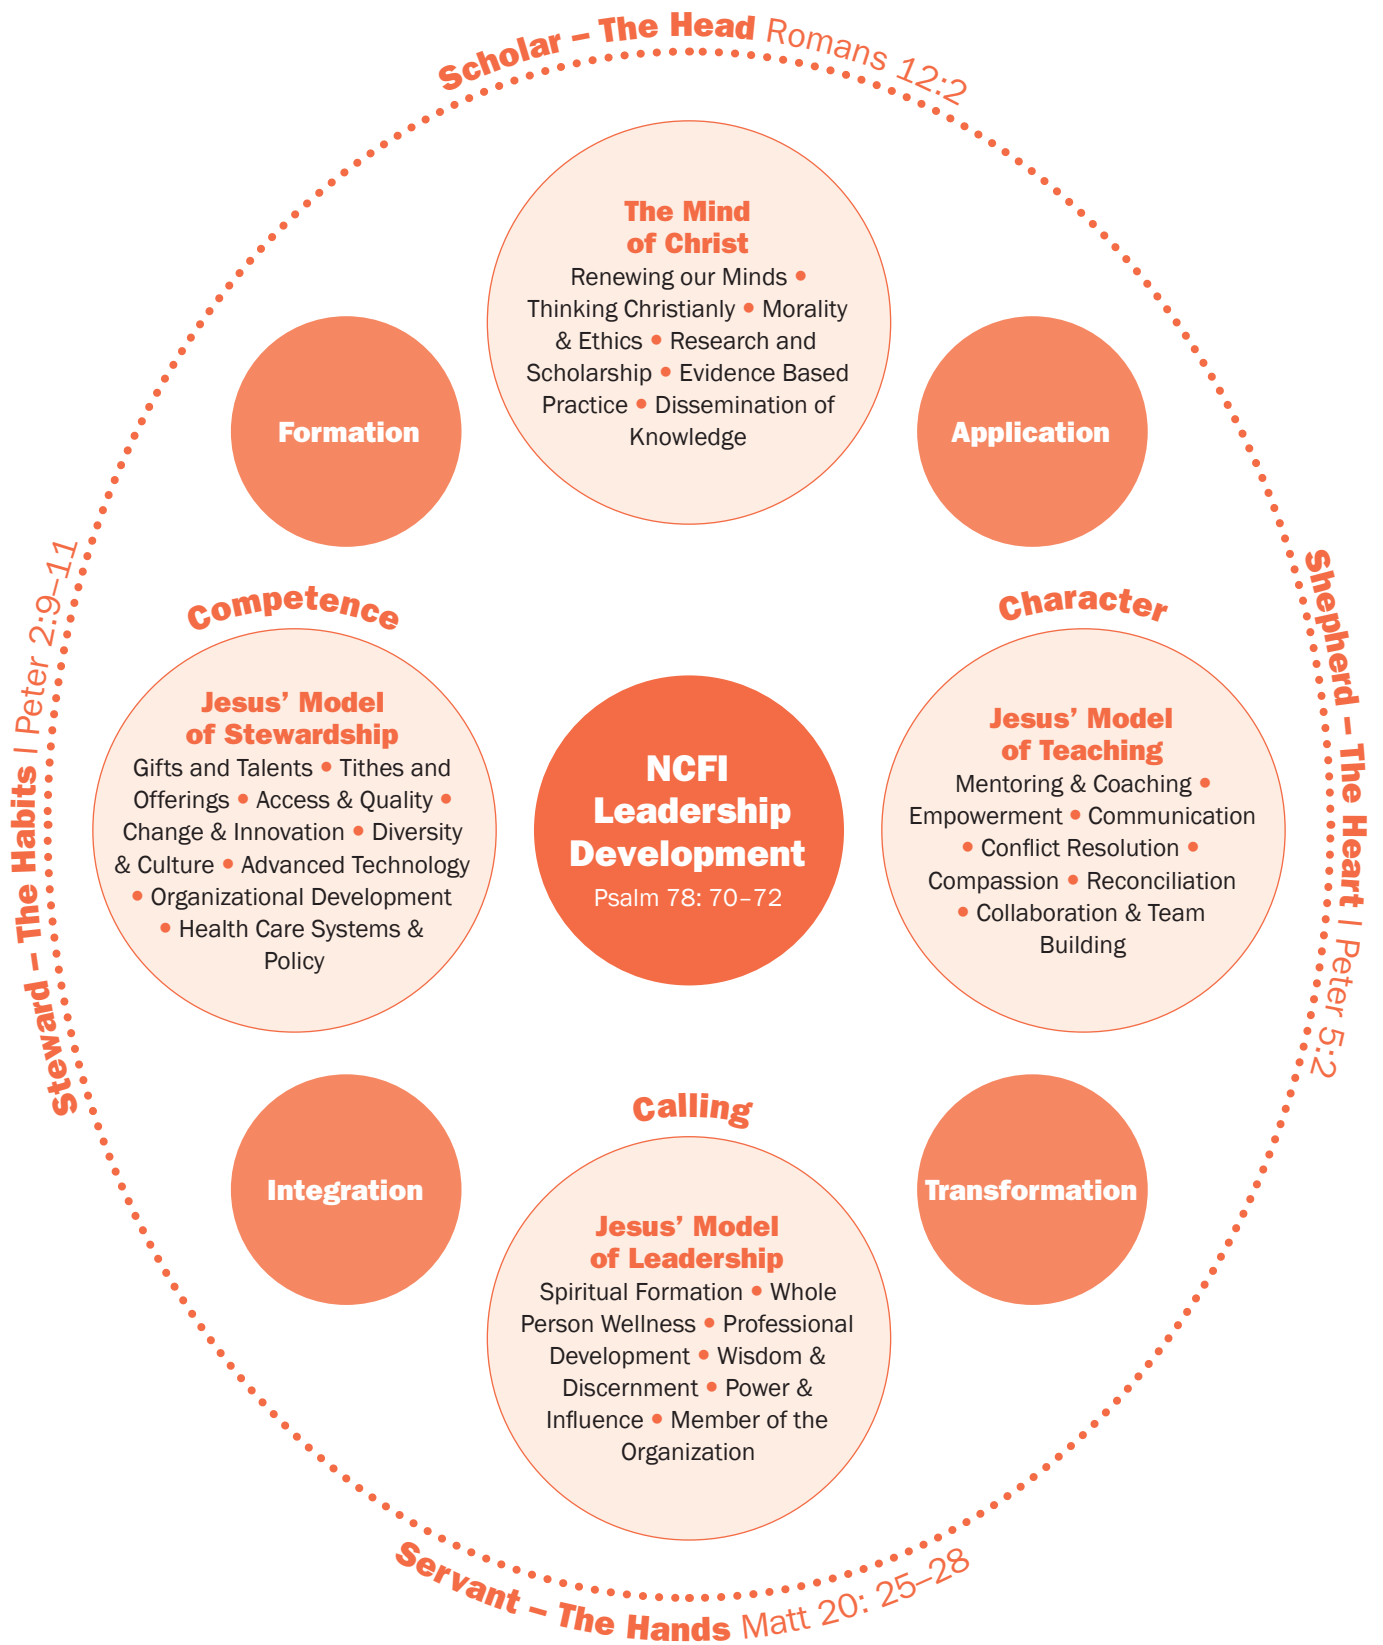 Scholar – The Head Romans 12:2
The Mind
of Christ
Renewing our Minds •
Thinking Christianly • Morality
& Ethics • Research and
Scholarship • Evidence Based
Practice • Dissemination of
Knowledge
Formation
Application
Competence
Jesus’ Model
of Stewardship
Gifts and Talents • Tithes and
Offerings • Access & Quality •
Change & Innovation • Diversity
& Culture • Advanced Technology
• Organizational Development
• Health Care Systems &
Policy
NCFI
Leadership
Development
Psalm 78: 70–72
Character
Jesus’ Model
of Teaching
Mentoring & Coaching •
Empowerment • Communication
• Conflict Resolution •
Compassion • Reconciliation
• Collaboration & Team
Building
Steward – The Habits I Peter 2:9–11
Shepherd – The Heart I Peter 5:2
Integration
Transformation
Calling
Jesus’ Model
of Leadership
Spiritual Formation • Whole
Person Wellness • Professional
Development • Wisdom &
Discernment • Power &
Influence • Member of the
Organization
Servant – The Hands Matt 20: 25–28